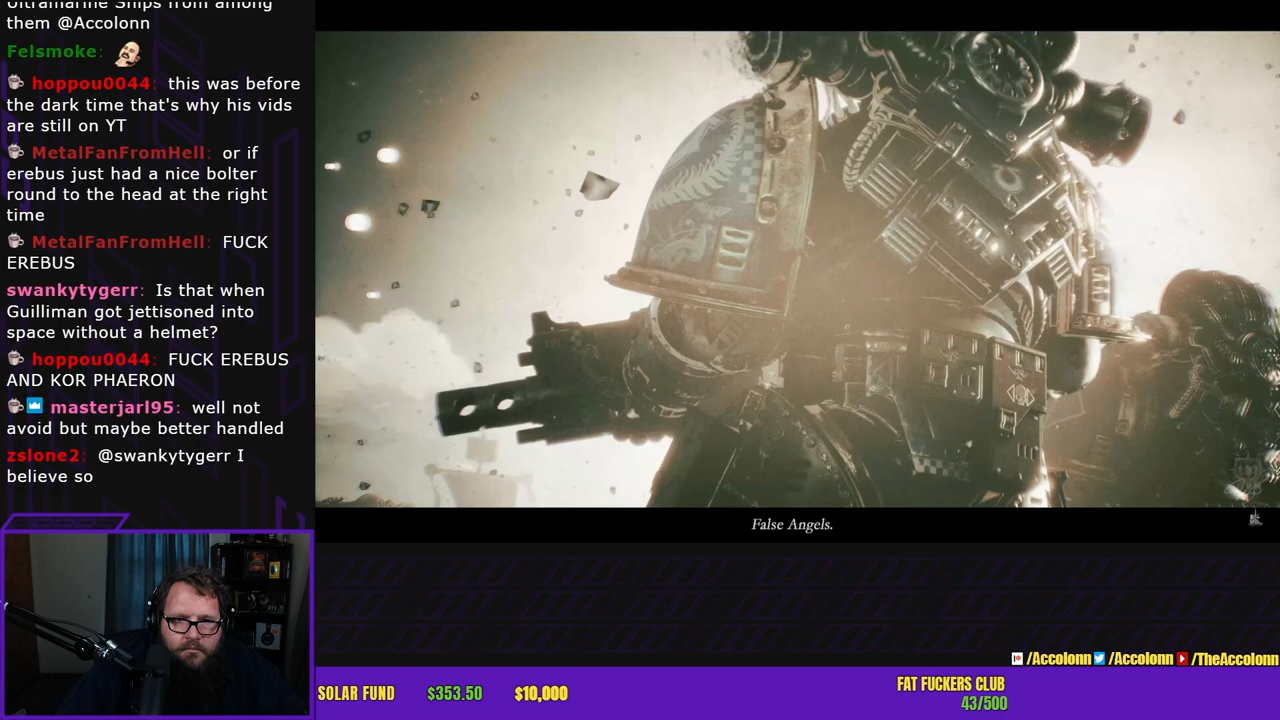 Ultramarine Ships from among
them @Accolonn
Felsmoke:
hoppou0044: this was before
the dark time that's why his vids
are still on YT
MetalFanFromHell: or if
erebus just had a nice bolter
round to the head at the right
time
MetalFanFromHell: FUCK
EREBUS
swankytygerr: Is that when
Guilliman got jettisoned into
space without a helmet?
hoppou0044: FUCK EREBUS
AND KOR PHAERON
masterjarl95: well not
avoid but maybe better handled
zslone2: @swankytygerr I
believe so
False Angels.
/Accolonn /Accolonn /TheAccolonn
SOLAR FUND $353.50 $10,000
FAT FUCKERS CLUB
43/500